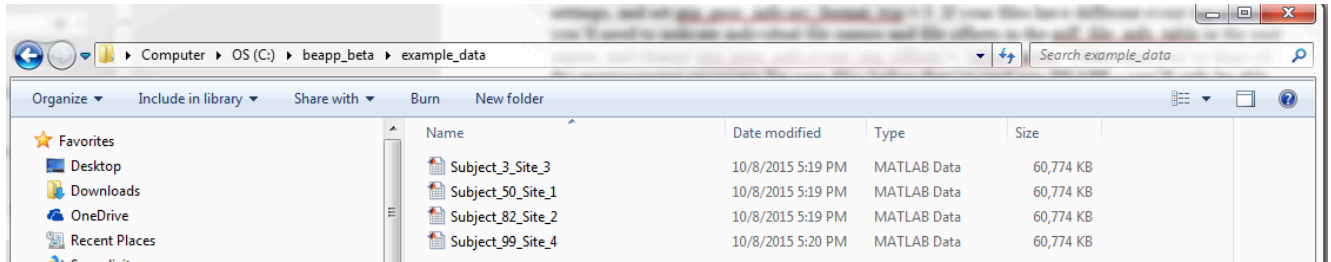 Computer ▸ OS (C:) ▸ beapp_beta ▸ example_data
Search example_data
Organize Include in library Share with Burn New folder
Favorites
Desktop
Downloads
OneDrive
Recent Places
Name Date modified Type Size
Subject_3_Site_3 10/8/2015 5:19 PM MATLAB Data 60,774 KB
Subject_50_Site_1 10/8/2015 5:19 PM MATLAB Data 60,774 KB
Subject_82_Site_2 10/8/2015 5:19 PM MATLAB Data 60,774 KB
Subject_99_Site_4 10/8/2015 5:20 PM MATLAB Data 60,774 KB